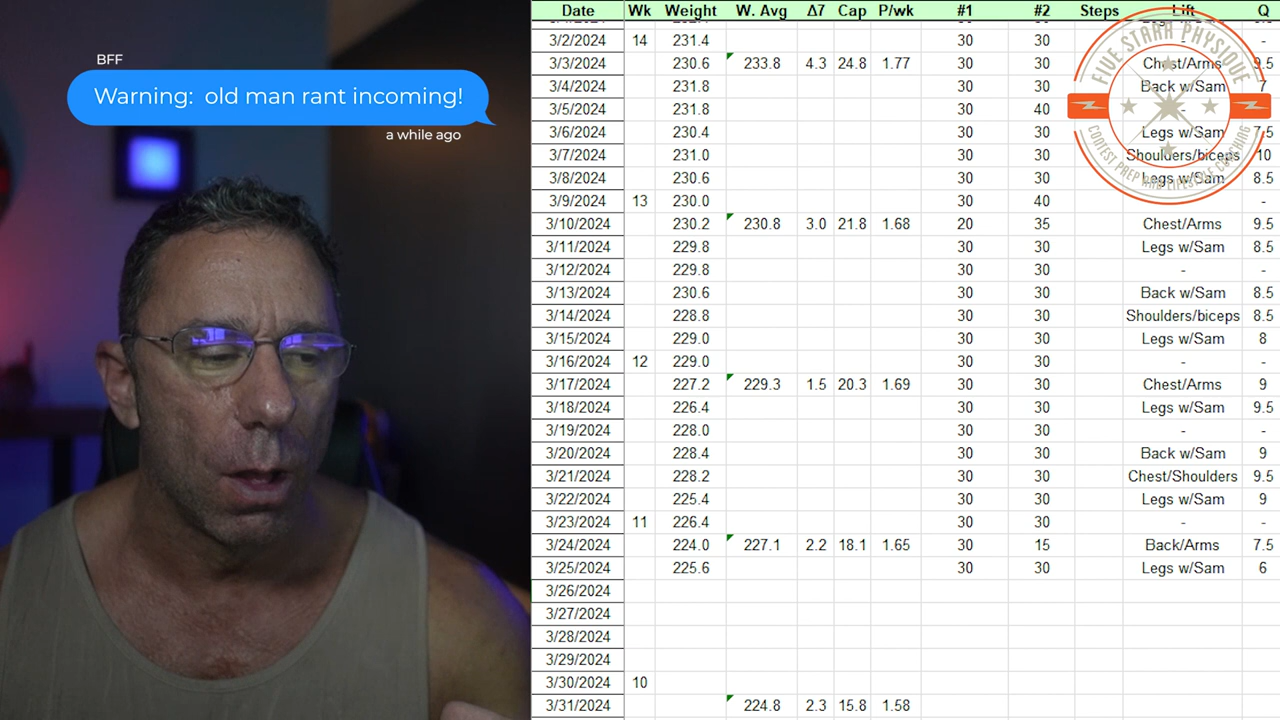 BFF
Warning: old man rant incoming!
a while ago
Date Wk Weight W. Avg Δ7 Cap P/wk #1 #2 Steps Lift Q
3/2/2024 14 231.4 30 30 - -
3/3/2024 230.6 233.8 4.3 24.8 1.77 30 30 Chest/Arms 9.5
3/4/2024 231.8 30 30 Back w/Sam 7
3/5/2024 231.8 30 40
3/6/2024 230.4 30 30 Legs w/Sam 7.5
3/7/2024 231.0 30 30 Shoulders/biceps 10
3/8/2024 230.6 30 30 Legs w/Sam 8.5
3/9/2024 13 230.0 30 40 -
3/10/2024 230.2 230.8 3.0 21.8 1.68 20 35 Chest/Arms 9.5
3/11/2024 229.8 30 30 Legs w/Sam 8.5
3/12/2024 229.8 30 30 - -
3/13/2024 230.6 30 30 Back w/Sam 8.5
3/14/2024 228.8 30 30 Shoulders/biceps 8.5
3/15/2024 229.0 30 30 Legs w/Sam 8
3/16/2024 12 229.0 30 30 - -
3/17/2024 227.2 229.3 1.5 20.3 1.69 30 30 Chest/Arms 9
3/18/2024 226.4 30 30 Legs w/Sam 9.5
3/19/2024 228.0 30 30 - -
3/20/2024 228.4 30 30 Back w/Sam 9
3/21/2024 228.2 30 30 Chest/Shoulders 9.5
3/22/2024 225.4 30 30 Legs w/Sam 9
3/23/2024 11 226.4 30 30 - -
3/24/2024 224.0 227.1 2.2 18.1 1.65 30 15 Back/Arms 7.5
3/25/2024 225.6 30 30 Legs w/Sam 6
3/26/2024
3/27/2024
3/28/2024
3/29/2024
3/30/2024 10
3/31/2024 224.8 2.3 15.8 1.58
FIVE STARR PHYSIQUE
CONTEST PREP AND LIFESTYLE COACHING